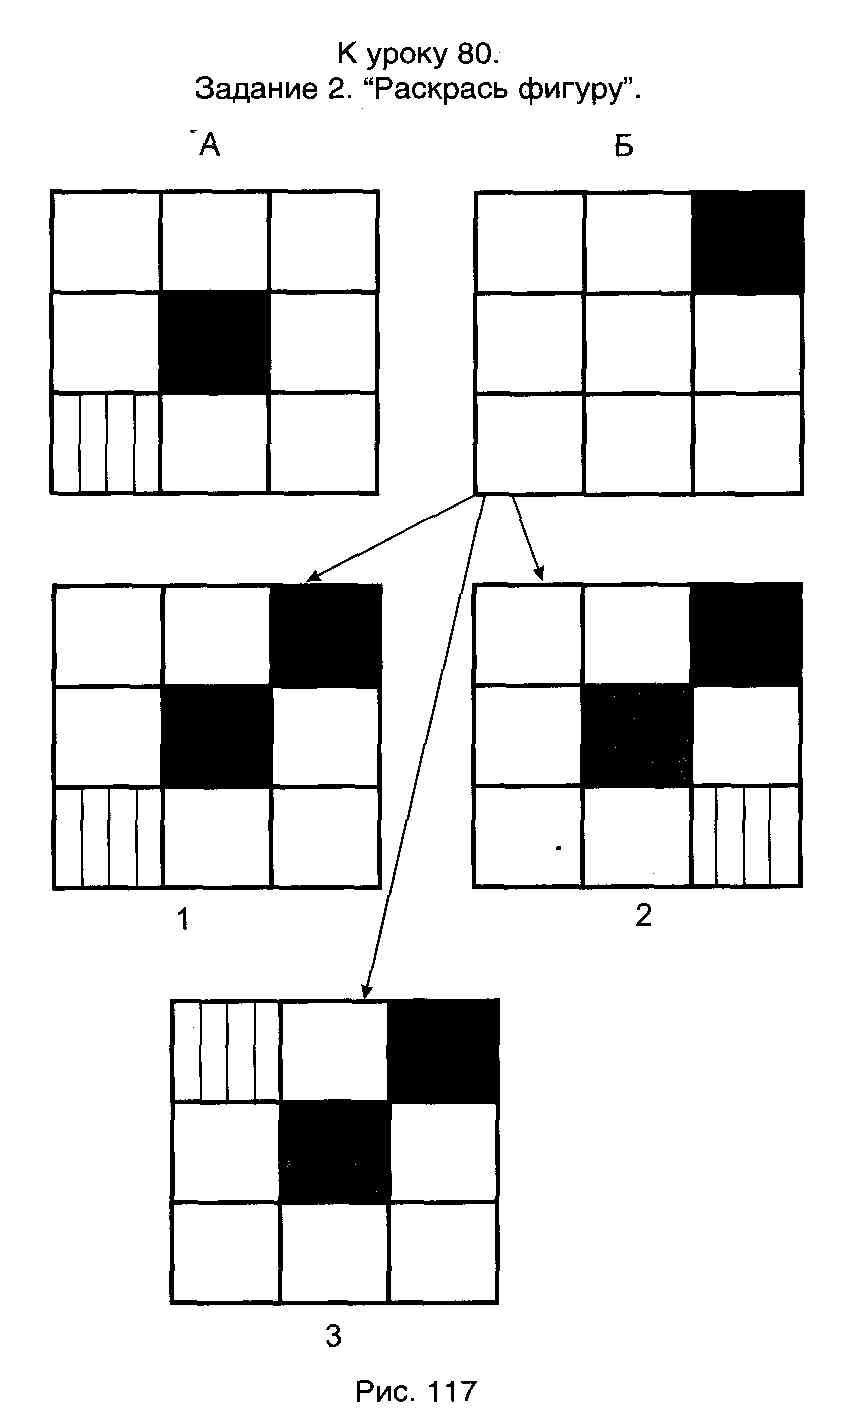 К уроку 80.
Задание 2. “Раскрась фигуру”.
А
Б
1
2
3
Рис. 117